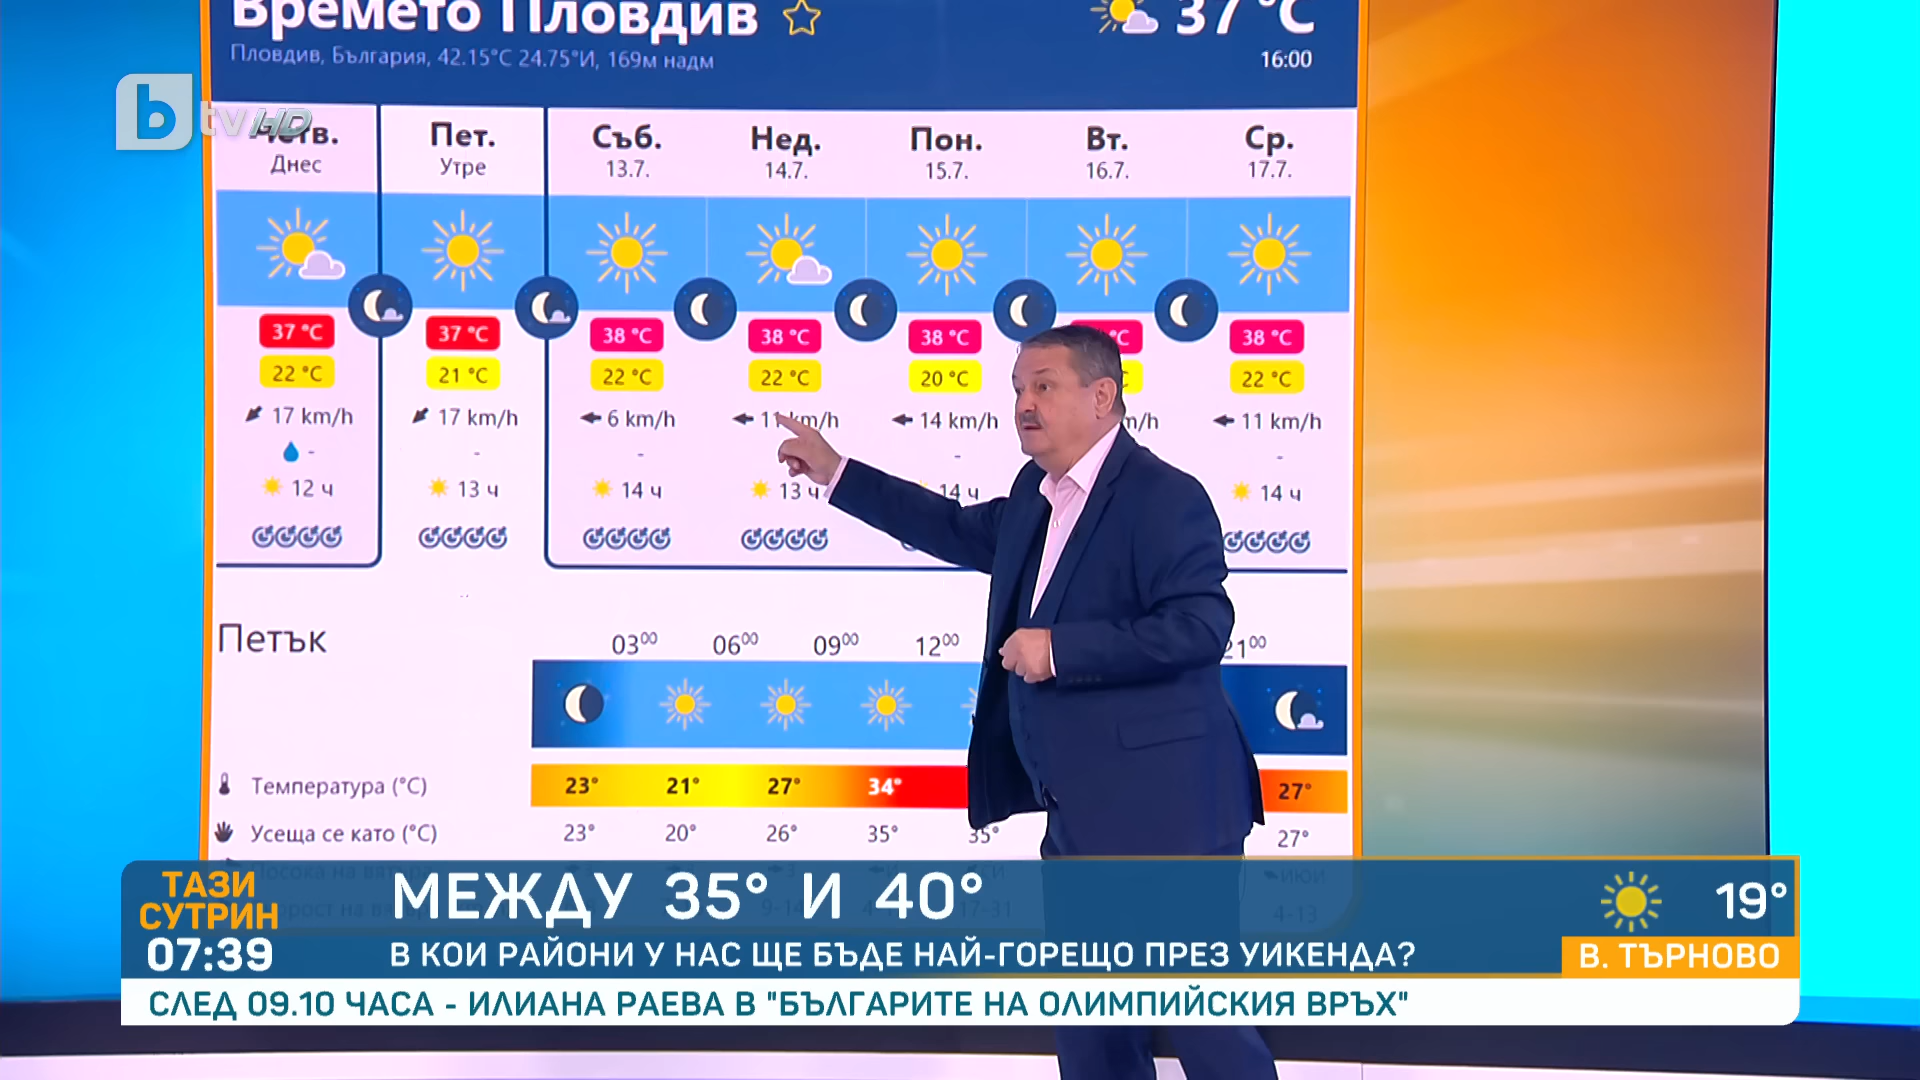 Времето Пловдив
37 °C
Пловдив, България, 42.15°С 24.75°И, 169м надм
16:00
btv HD
Пет. Съб. Нед. Пон. Вт. Ср.
Днес Утре 13.7. 14.7. 15.7. 16.7. 17.7.
37 °C 37 °C 38 °C 38 °C 38 °C °C 38 °C
22 °C 21 °C 22 °C 22 °C 20 °C 22 °C
17 km/h 17 km/h 6 km/h 11 km/h 14 km/h m/h 11 km/h
- - - - -
12 ч 13 ч 14 ч 13 ч 14 ч 14 ч
Петък
03⁰⁰ 06⁰⁰ 09⁰⁰ 12⁰⁰ 21⁰⁰
Температура (°C) 23° 21° 27° 34° 27°
Усеща се като (°C) 23° 20° 26° 35° 35° 27°
ТАЗИ
СУТРИН
07:39
МЕЖДУ 35° И 40°
19°
В КОИ РАЙОНИ У НАС ЩЕ БЪДЕ НАЙ-ГОРЕЩО ПРЕЗ УИКЕНДА?
В. ТЪРНОВО
СЛЕД 09.10 ЧАСА - ИЛИАНА РАЕВА В "БЪЛГАРИТЕ НА ОЛИМПИЙСКИЯ ВРЪХ"